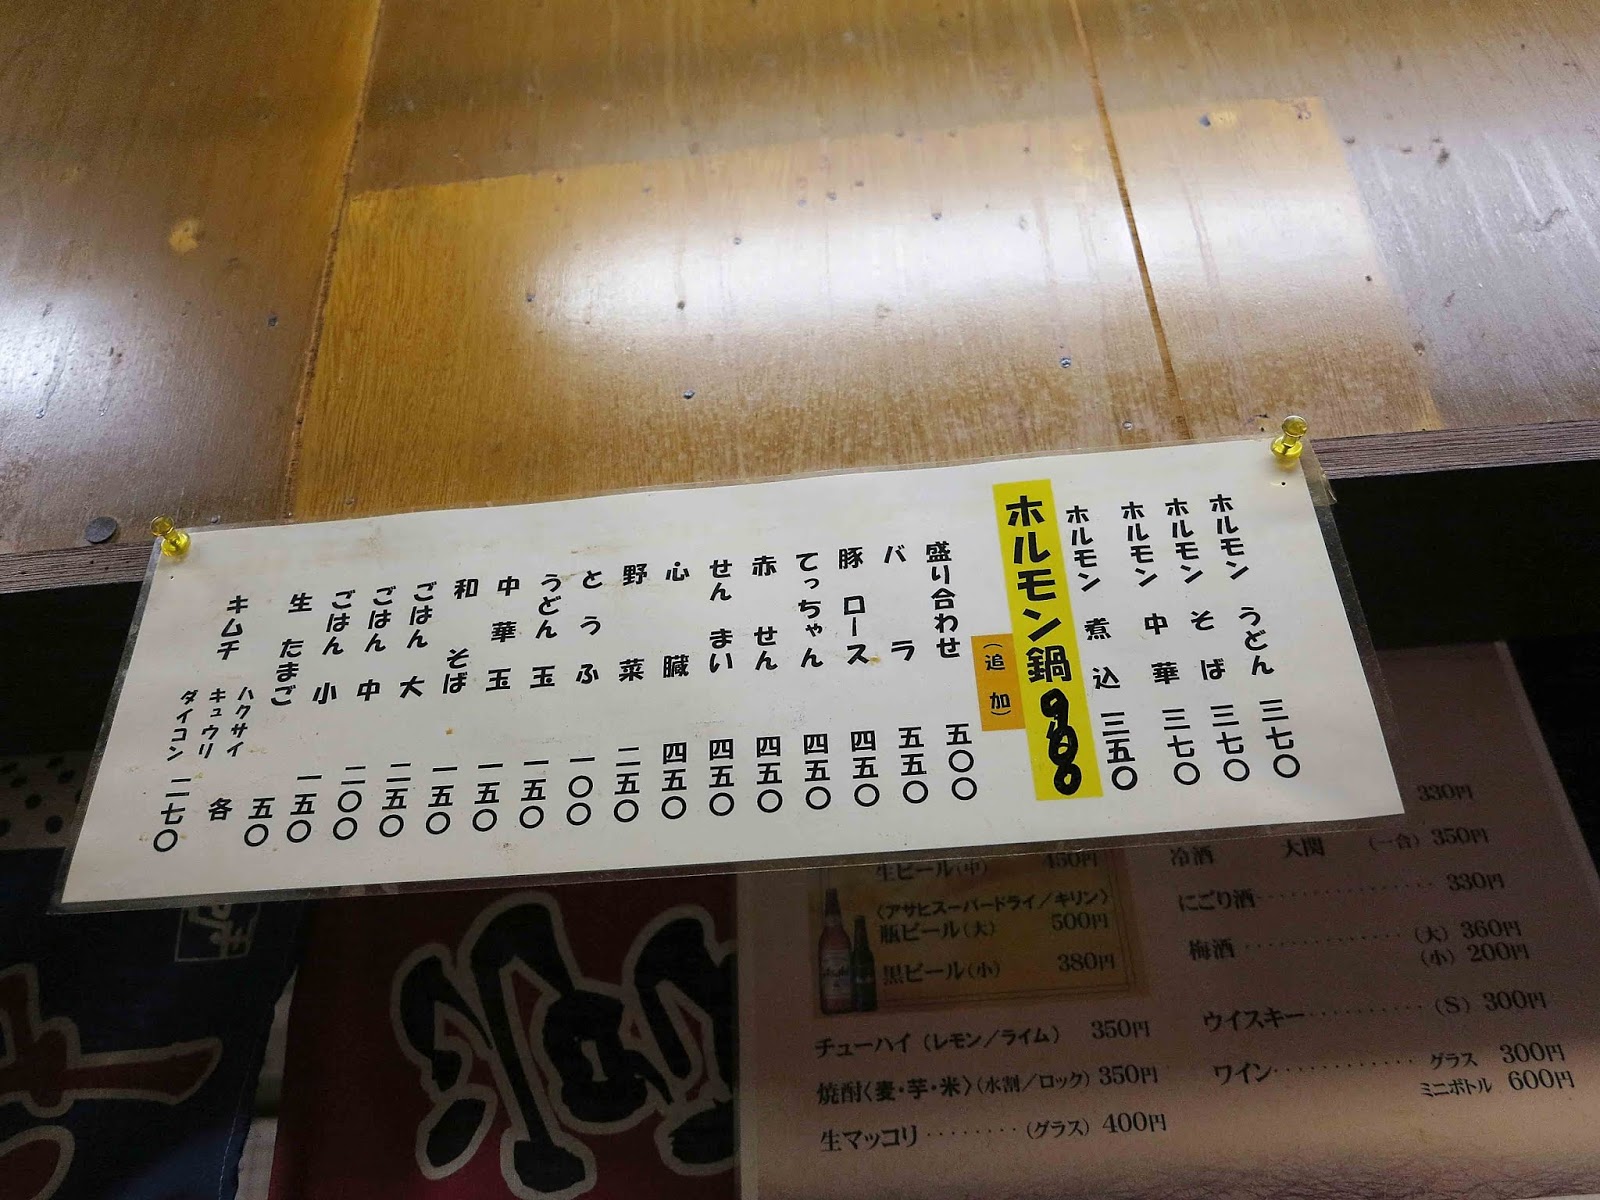 ホルモン うどん 三七〇
ホルモン そば 三七〇
ホルモン 中華 三七〇
ホルモン 煮込 三五〇
ホルモン鍋 900
(追加)
盛り合わせ 五〇〇
バラ 五五〇
豚ロース 四五〇
てっちゃん 四五〇
赤せん 四五〇
せんまい 四五〇
心臓 四五〇
野菜 二五〇
とうふ 一〇〇
うどん玉 一五〇
中華玉 一五〇
和そば 一五〇
ごはん 大 二五〇
ごはん 中 二〇〇
ごはん 小 一五〇
生たまご 五〇
キムチ ハクサイ キュウリ ダイコン 各 二七〇
生ビール(中) 450円
〈アサヒスーパードライ/キリン〉
瓶ビール(大) 500円
黒ビール(小) 380円
チューハイ(レモン/ライム) 350円
焼酎〈麦・芋・米〉(水割/ロック) 350円
生マッコリ ········ (グラス) 400円
330円
冷酒 大関 (一合) 350円
にごり酒 ·············· 330円
梅酒 ·············· (大) 360円
(小) 200円
ウイスキー ·········· (S) 300円
ワイン ············ グラス 300円
ミニボトル 600円